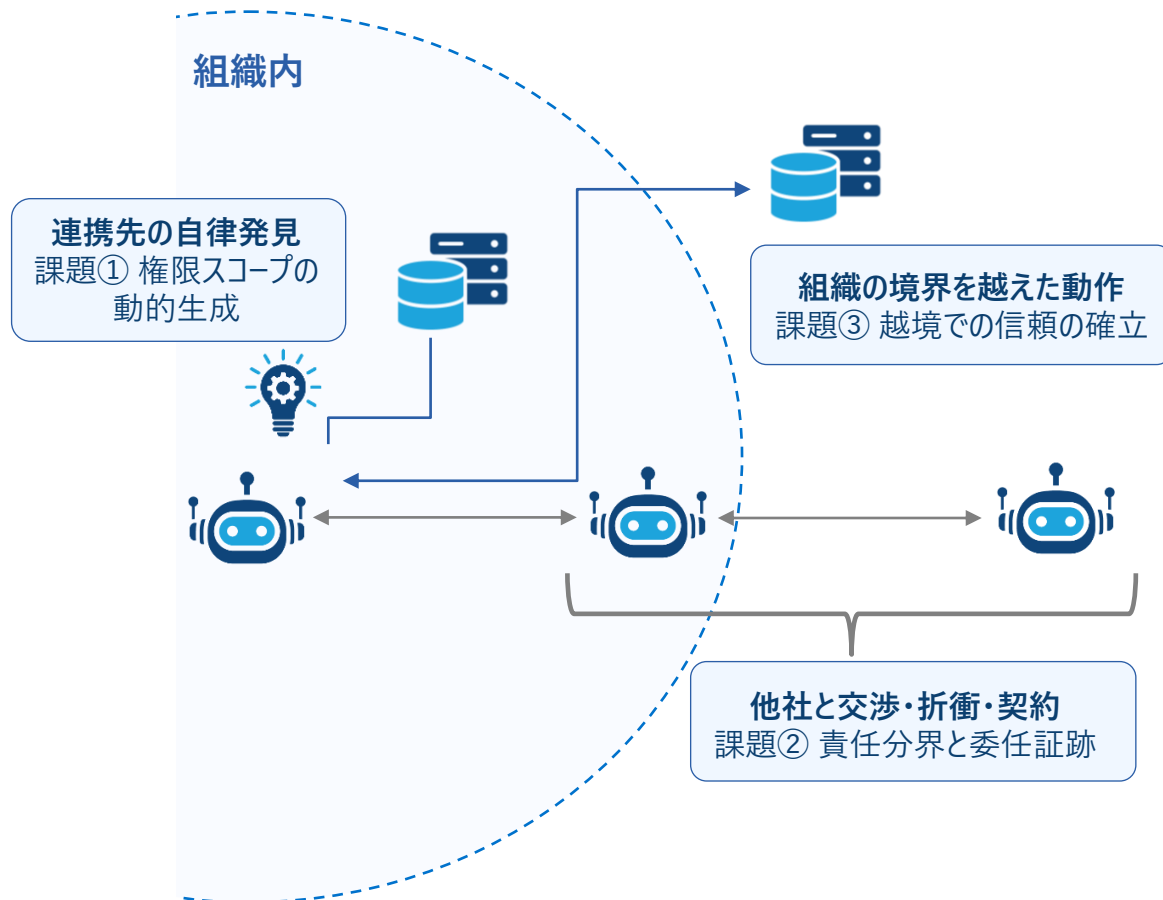 組織内
連携先の自律発見
課題① 権限スコープの
動的生成
組織の境界を越えた動作
課題③ 越境での信頼の確立
他社と交渉・折衝・契約
課題② 責任分界と委任証跡